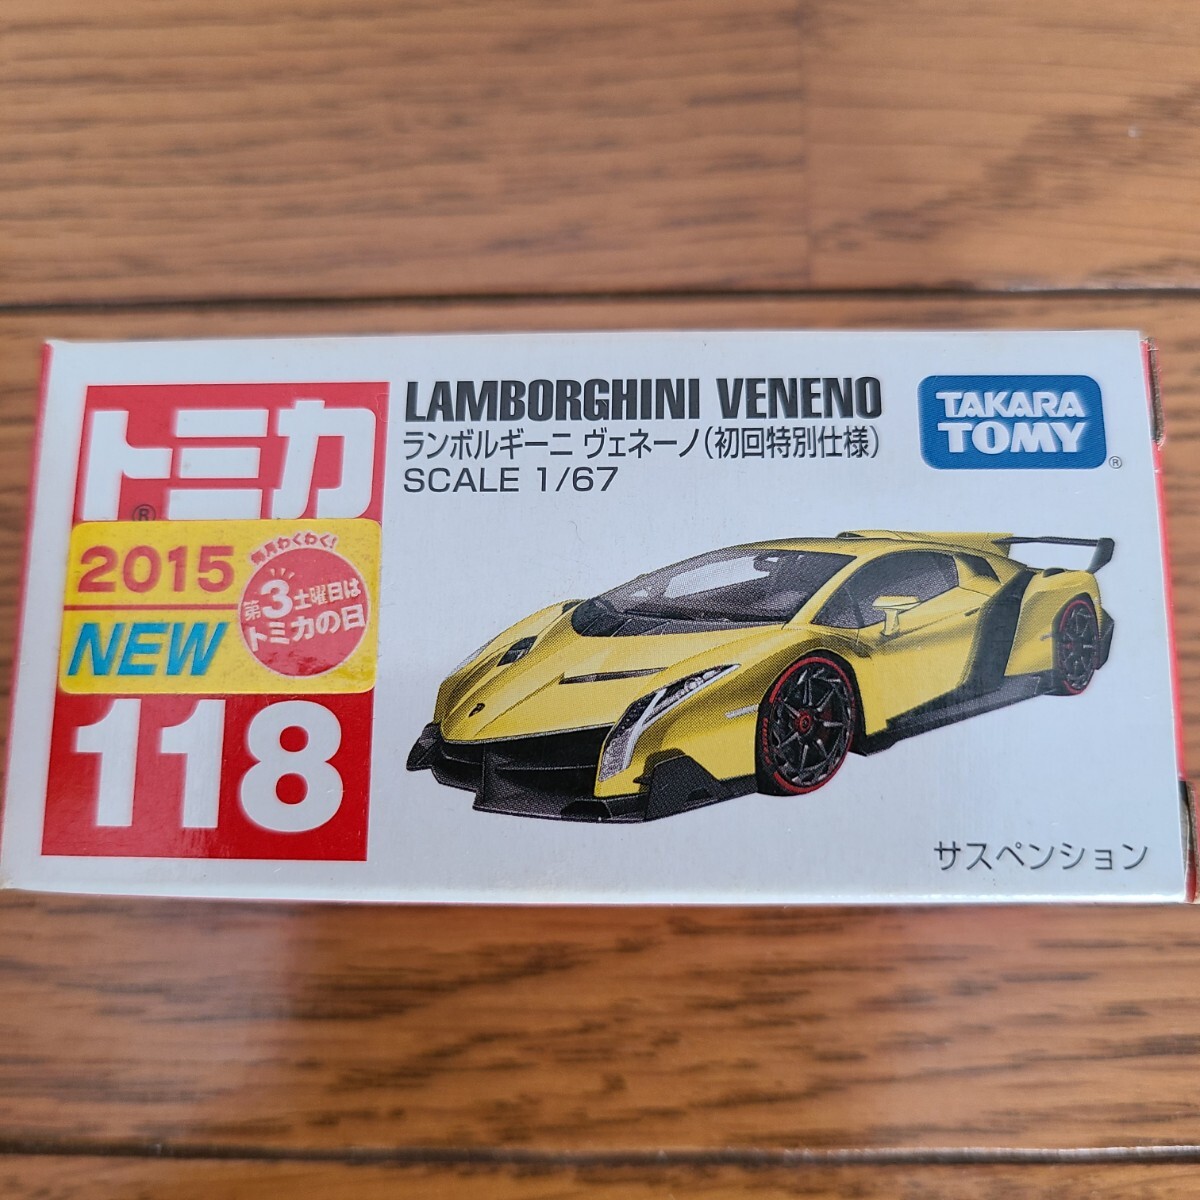 トミカ
®
2015
NEW
毎月わくわく!
第3土曜日は
トミカの日
118
LAMBORGHINI VENENO
ランボルギーニ ヴェネーノ(初回特別仕様)
SCALE 1/67
TAKARA
TOMY
®
サスペンション